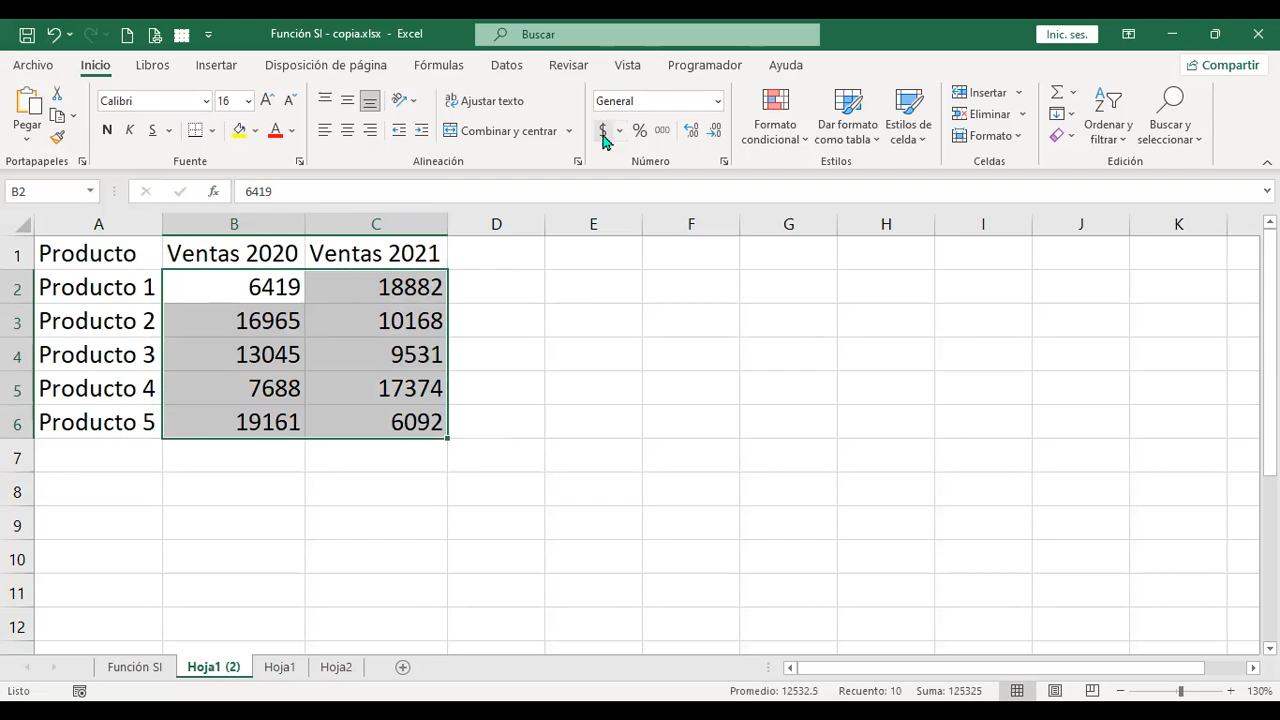 Función SI - copia.xlsx - Excel
Buscar
Inic. ses.
Archivo Inicio Libros Insertar Disposición de página Fórmulas Datos Revisar Vista Programador Ayuda Compartir
Pegar
Calibri 16
N K S
Ajustar texto
Combinar y centrar
General
$ % 000
Formato condicional
Dar formato como tabla
Estilos de celda
Insertar
Eliminar
Formato
Ordenar y filtrar
Buscar y seleccionar
Portapapeles Fuente Alineación Número Estilos Celdas Edición
B2 fx 6419
A B C D E F G H I J K
1 Producto Ventas 2020 Ventas 2021
2 Producto 1 6419 18882
3 Producto 2 16965 10168
4 Producto 3 13045 9531
5 Producto 4 7688 17374
6 Producto 5 19161 6092
7
8
9
10
11
12
Función SI Hoja1 (2) Hoja1 Hoja2
Listo Promedio: 12532.5 Recuento: 10 Suma: 125325 130%